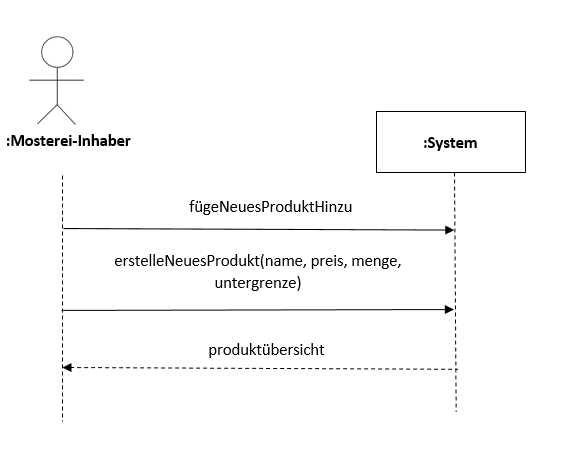 :Mosterei-Inhaber
:System
fügeNeuesProduktHinzu
erstelleNeuesProdukt(name, preis, menge,
untergrenze)
produktübersicht